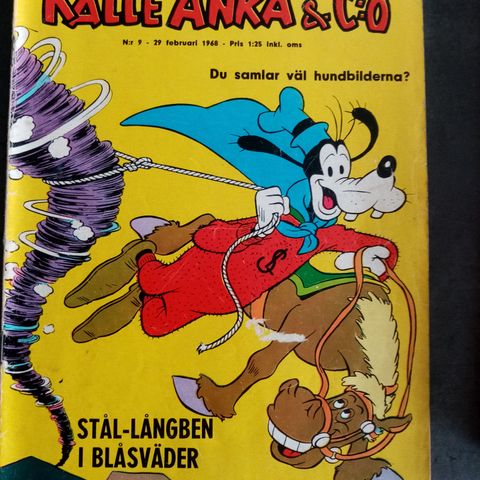 KALLE ANKA & C:O
N:r 9 - 29 februari 1968 - Pris 1:25 inkl. oms
Du samlar väl hundbilderna?
STÅL-LÅNGBEN
I BLÅSVÄDER